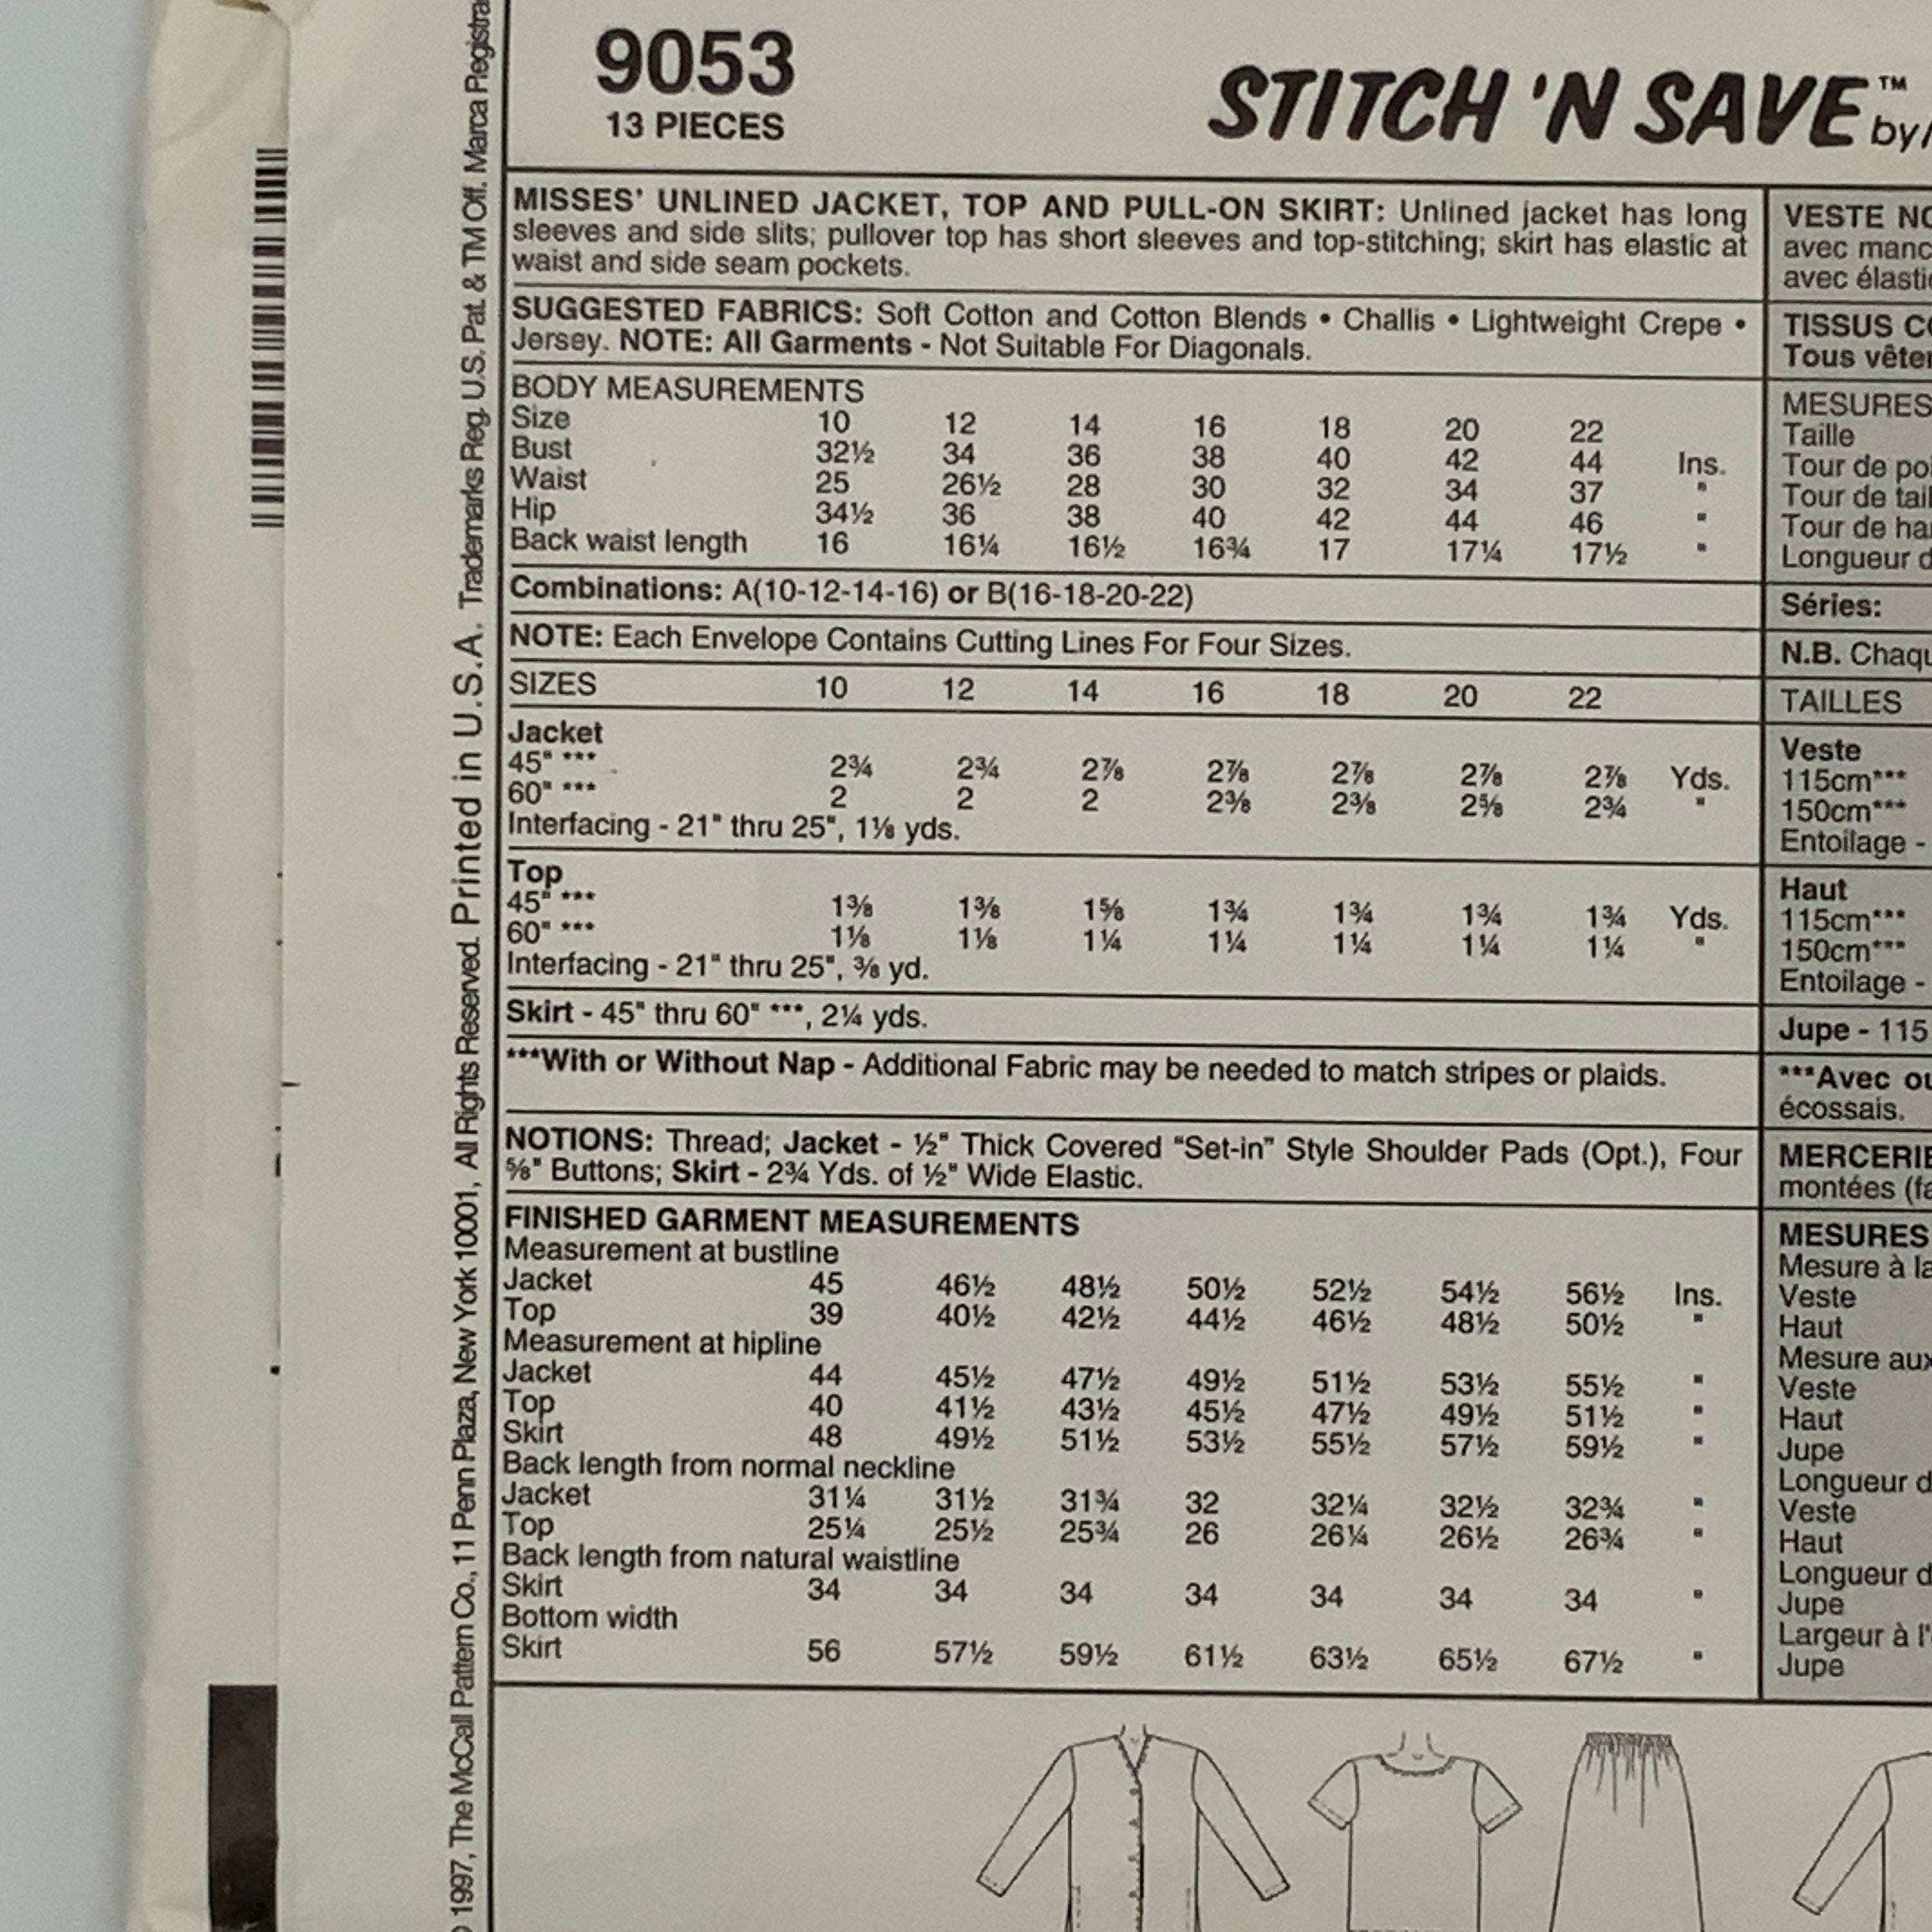 9053
13 PIECES
STITCH 'N SAVE™ by
MISSES' UNLINED JACKET, TOP AND PULL-ON SKIRT: Unlined jacket has long
sleeves and side slits; pullover top has short sleeves and top-stitching; skirt has elastic at
waist and side seam pockets.
SUGGESTED FABRICS: Soft Cotton and Cotton Blends • Challis • Lightweight Crepe •
Jersey. NOTE: All Garments - Not Suitable For Diagonals.
BODY MEASUREMENTS
Size 10 12 14 16 18 20 22
Bust 32½ 34 36 38 40 42 44 Ins.
Waist 25 26½ 28 30 32 34 37 "
Hip 34½ 36 38 40 42 44 46 "
Back waist length 16 16¼ 16½ 16¾ 17 17¼ 17½ "
Combinations: A(10-12-14-16) or B(16-18-20-22)
NOTE: Each Envelope Contains Cutting Lines For Four Sizes.
SIZES 10 12 14 16 18 20 22
Jacket
45" *** 2¾ 2¾ 2⅞ 2⅞ 2⅞ 2⅞ 2⅞ Yds.
60" *** 2 2 2 2⅜ 2⅜ 2⅝ 2¾ "
Interfacing - 21" thru 25", 1⅛ yds.
Top
45" *** 1⅜ 1⅜ 1⅝ 1¾ 1¾ 1¾ 1¾ Yds.
60" *** 1⅛ 1⅛ 1¼ 1¼ 1¼ 1¼ 1¼ "
Interfacing - 21" thru 25", ⅜ yd.
Skirt - 45" thru 60" ***, 2¼ yds.
***With or Without Nap - Additional Fabric may be needed to match stripes or plaids.
NOTIONS: Thread; Jacket - ½" Thick Covered "Set-in" Style Shoulder Pads (Opt.), Four
⅝" Buttons; Skirt - 2¾ Yds. of ½" Wide Elastic.
FINISHED GARMENT MEASUREMENTS
Measurement at bustline
Jacket 45 46½ 48½ 50½ 52½ 54½ 56½ Ins.
Top 39 40½ 42½ 44½ 46½ 48½ 50½ "
Measurement at hipline
Jacket 44 45½ 47½ 49½ 51½ 53½ 55½ "
Top 40 41½ 43½ 45½ 47½ 49½ 51½ "
Skirt 48 49½ 51½ 53½ 55½ 57½ 59½ "
Back length from normal neckline
Jacket 31¼ 31½ 31¾ 32 32¼ 32½ 32¾ "
Top 25¼ 25½ 25¾ 26 26¼ 26½ 26¾ "
Back length from natural waistline
Skirt 34 34 34 34 34 34 34 "
Bottom width
Skirt 56 57½ 59½ 61½ 63½ 65½ 67½ "
VESTE
avec
avec
TISSUS
Tous
MESURES
Taille
Tour de
Tour de
Tour de
Longueur
Séries:
N.B.
TAILLES
Veste
115cm***
150cm***
Entoilage -
Haut
115cm***
150cm***
Entoilage -
Jupe - 115
***Avec
écossais.
MERCERIE
montées
MESURES
Mesure à
Veste
Haut
Mesure
Veste
Haut
Jupe
Longueur
Veste
Haut
Longueur
Jupe
Largeur à
Jupe
© 1997, The McCall Pattern Co., 11 Penn Plaza, New York 10001, All Rights Reserved. Printed in U.S.A. Trademarks Reg. U.S. Pat. & TM Off. Marca